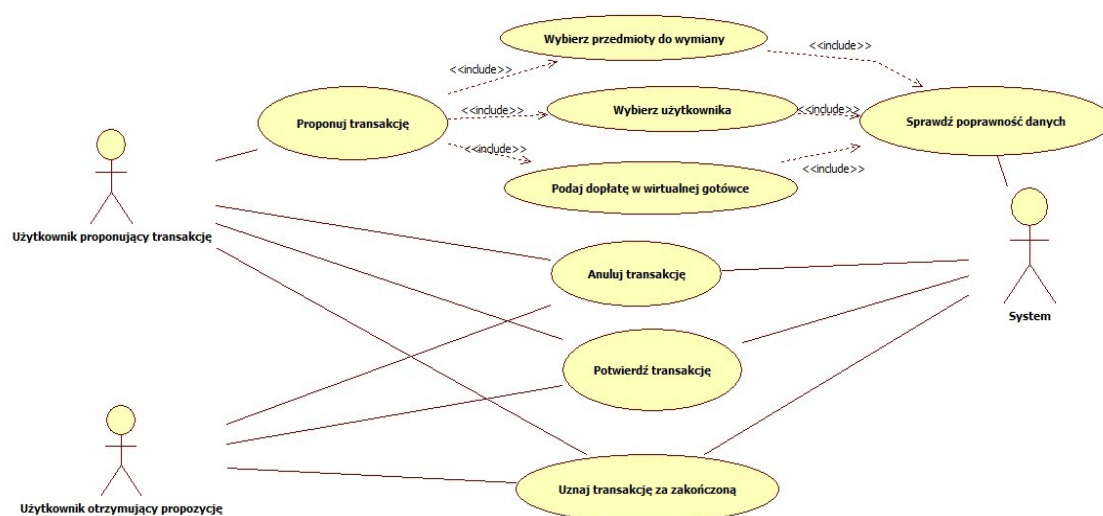 Wybierz przedmioty do wymiany
<<include>>
<<include>>
Proponuj transakcję
<<include>>
Wybierz użytkownika
<<include>>
Sprawdź poprawność danych
<<include>>
<<include>>
Podaj dopłatę w wirtualnej gotówce
Użytkownik proponujący transakcję
Anuluj transakcję
System
Potwierdź transakcję
Uznaj transakcję za zakończoną
Użytkownik otrzymujący propozycję